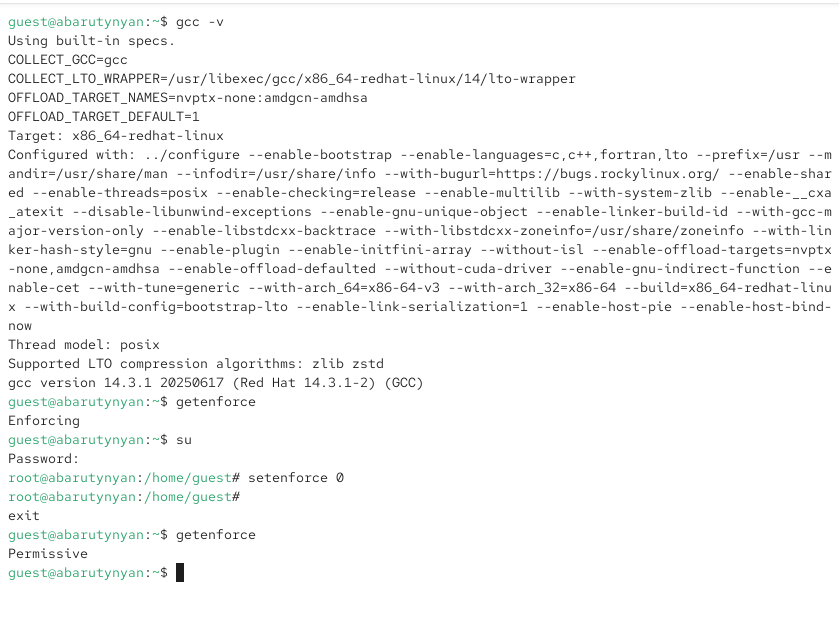 guest@abarutynyan:~$ gcc -v
Using built-in specs.
COLLECT_GCC=gcc
COLLECT_LTO_WRAPPER=/usr/libexec/gcc/x86_64-redhat-linux/14/lto-wrapper
OFFLOAD_TARGET_NAMES=nvptx-none:amdgcn-amdhsa
OFFLOAD_TARGET_DEFAULT=1
Target: x86_64-redhat-linux
Configured with: ../configure --enable-bootstrap --enable-languages=c,c++,fortran,lto --prefix=/usr --m
andir=/usr/share/man --infodir=/usr/share/info --with-bugurl=https://bugs.rockylinux.org/ --enable-shar
ed --enable-threads=posix --enable-checking=release --enable-multilib --with-system-zlib --enable-__cxa
_atexit --disable-libunwind-exceptions --enable-gnu-unique-object --enable-linker-build-id --with-gcc-m
ajor-version-only --enable-libstdcxx-backtrace --with-libstdcxx-zoneinfo=/usr/share/zoneinfo --with-lin
ker-hash-style=gnu --enable-plugin --enable-initfini-array --without-isl --enable-offload-targets=nvptx
-none,amdgcn-amdhsa --enable-offload-defaulted --without-cuda-driver --enable-gnu-indirect-function --e
nable-cet --with-tune=generic --with-arch_64=x86-64-v3 --with-arch_32=x86-64 --build=x86_64-redhat-linu
x --with-build-config=bootstrap-lto --enable-link-serialization=1 --enable-host-pie --enable-host-bind-
now
Thread model: posix
Supported LTO compression algorithms: zlib zstd
gcc version 14.3.1 20250617 (Red Hat 14.3.1-2) (GCC)
guest@abarutynyan:~$ getenforce
Enforcing
guest@abarutynyan:~$ su
Password:
root@abarutynyan:/home/guest# setenforce 0
root@abarutynyan:/home/guest#
exit
guest@abarutynyan:~$ getenforce
Permissive
guest@abarutynyan:~$